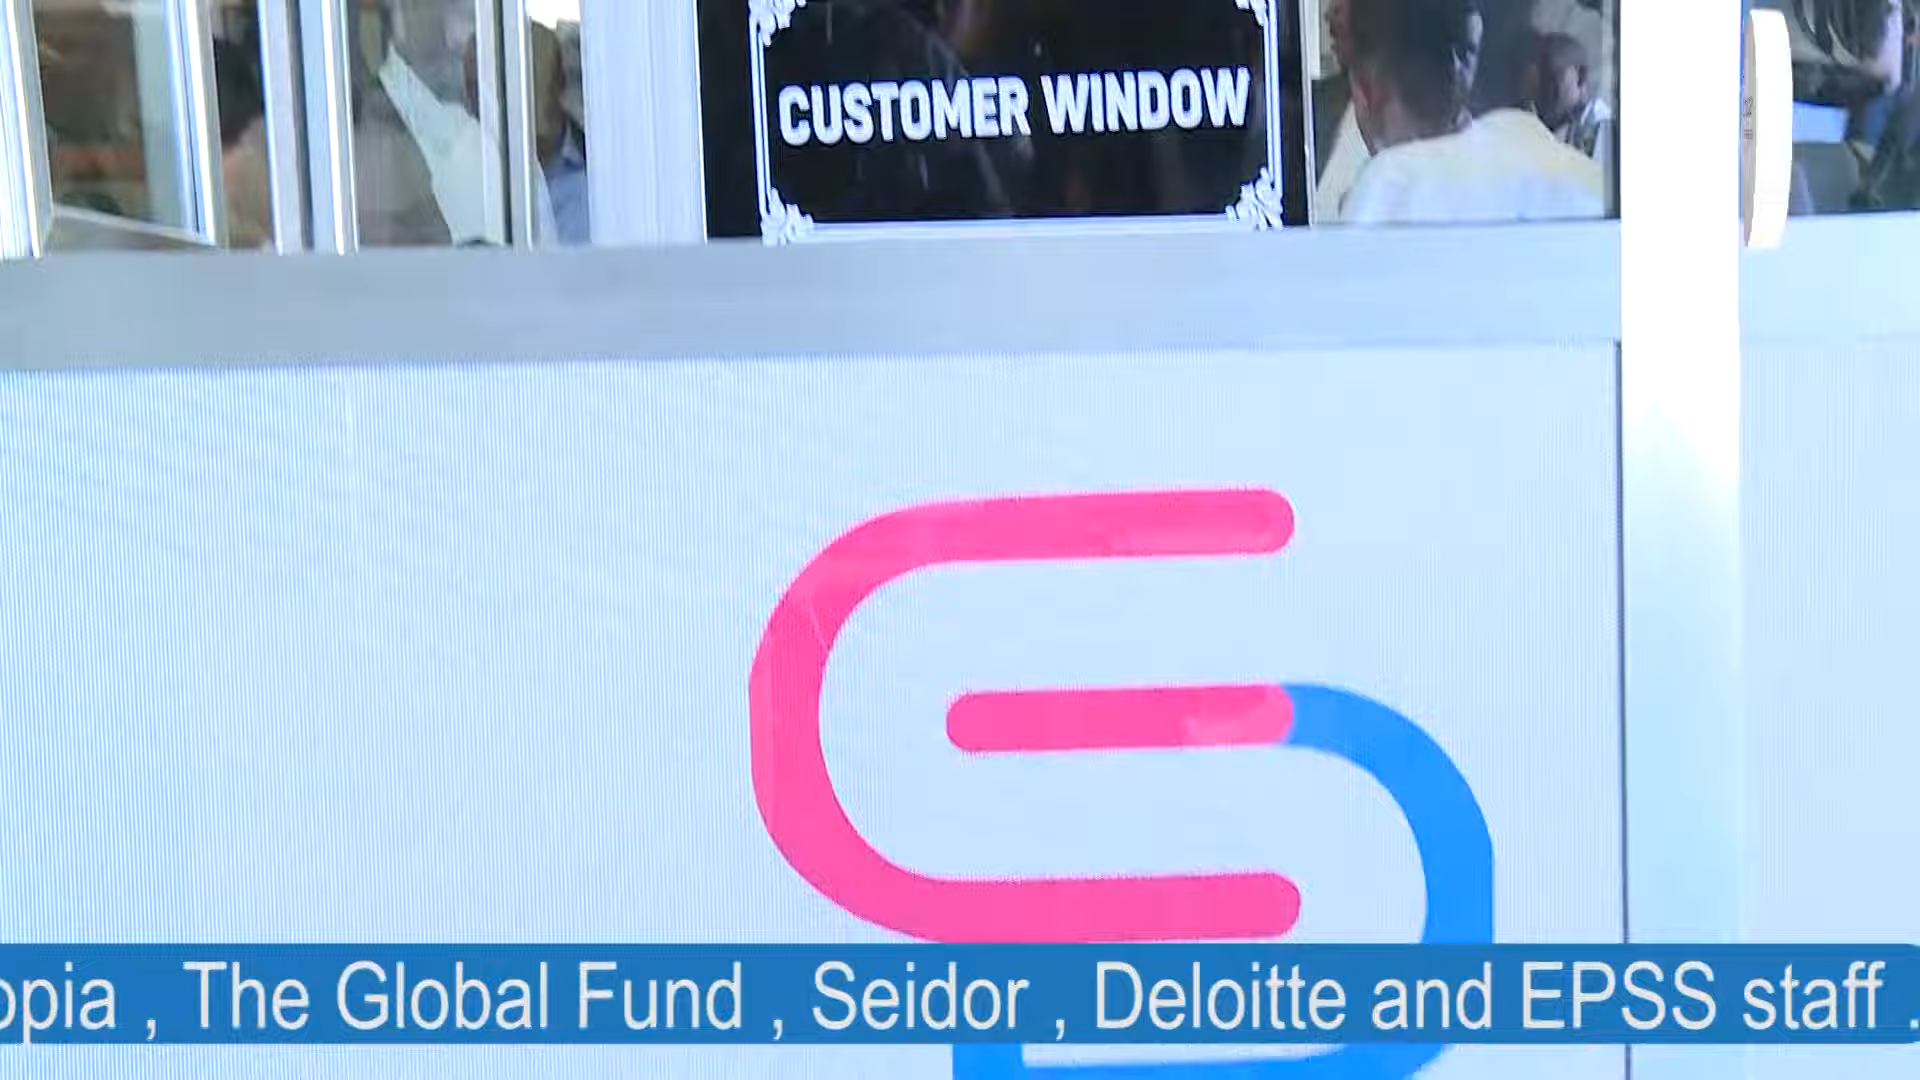 CUSTOMER WINDOW
opia , The Global Fund , Seidor , Deloitte and EPSS staff .